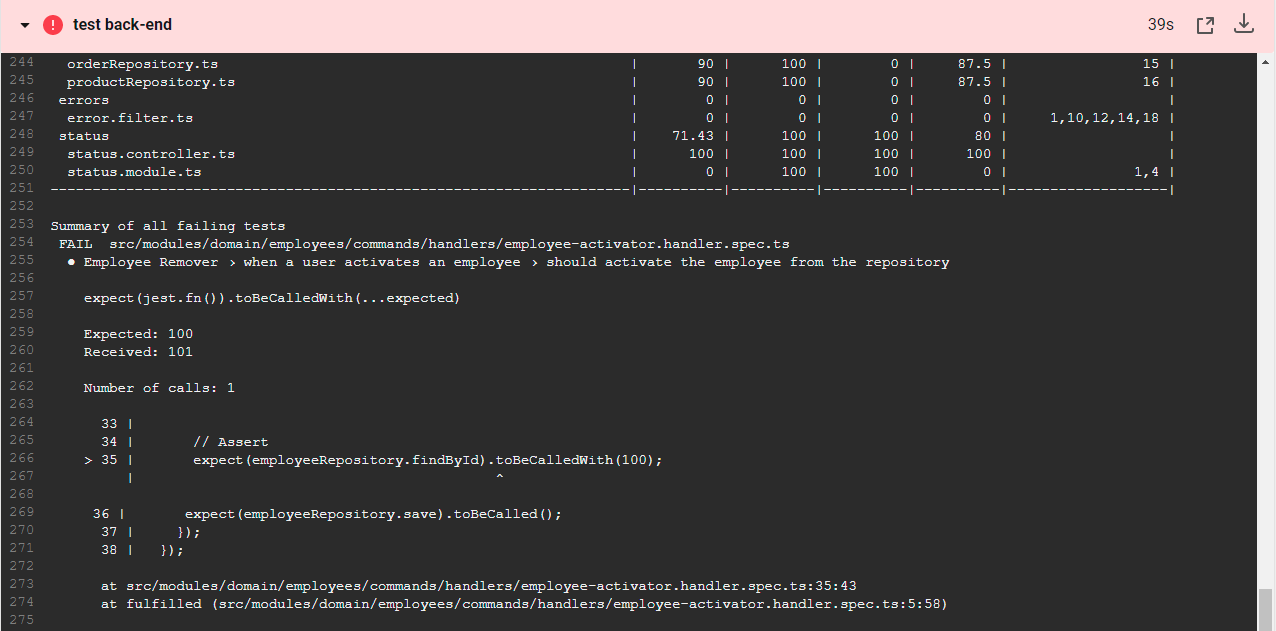 test back-end 39s
244 orderRepository.ts | 90 | 100 | 0 | 87.5 | 15 |
245 productRepository.ts | 90 | 100 | 0 | 87.5 | 16 |
246 errors | 0 | 0 | 0 | 0 | |
247 error.filter.ts | 0 | 0 | 0 | 0 | 1,10,12,14,18 |
248 status | 71.43 | 100 | 100 | 80 | |
249 status.controller.ts | 100 | 100 | 100 | 100 | |
250 status.module.ts | 0 | 100 | 100 | 0 | 1,4 |
251 ---------------------------------------------------------------------|----------|----------|----------|----------|-------------------|
252
253 Summary of all failing tests
254 FAIL src/modules/domain/employees/commands/handlers/employee-activator.handler.spec.ts
255 ● Employee Remover › when a user activates an employee › should activate the employee from the repository
256
257 expect(jest.fn()).toBeCalledWith(...expected)
258
259 Expected: 100
260 Received: 101
261
262 Number of calls: 1
263
264 33 |
265 34 | // Assert
266 > 35 | expect(employeeRepository.findById).toBeCalledWith(100);
267 | ^
268
269 36 | expect(employeeRepository.save).toBeCalled();
270 37 | });
271 38 | });
272
273 at src/modules/domain/employees/commands/handlers/employee-activator.handler.spec.ts:35:43
274 at fulfilled (src/modules/domain/employees/commands/handlers/employee-activator.handler.spec.ts:5:58)
275